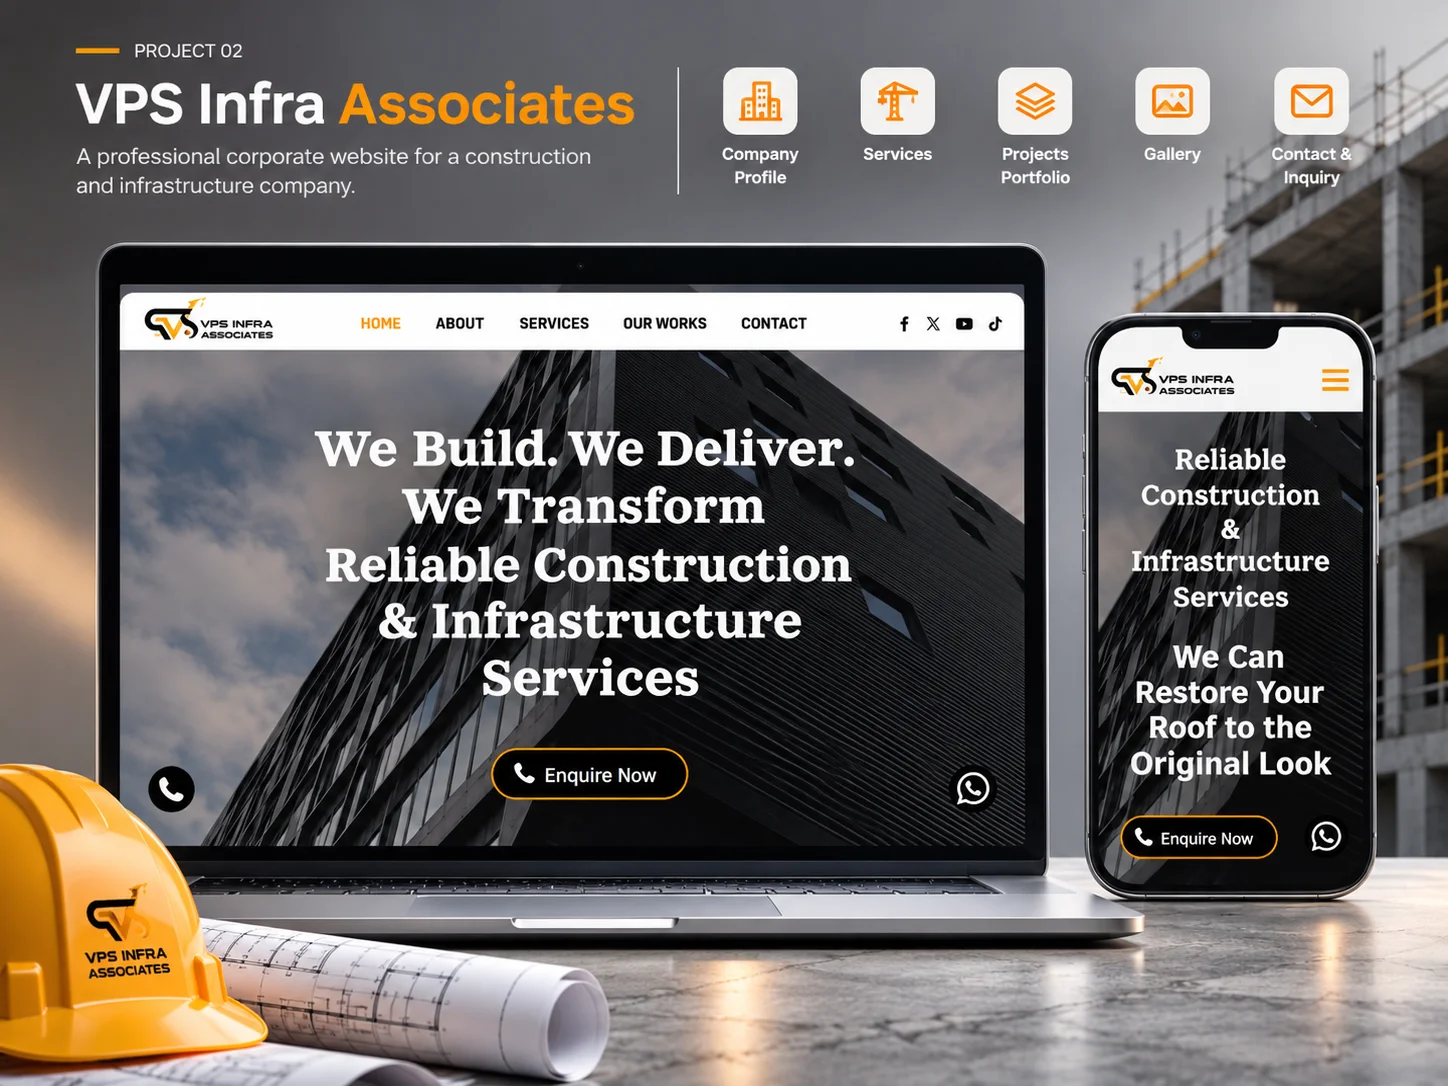 PROJECT 02
VPS Infra Associates
A professional corporate website for a construction
and infrastructure company.
Company
Profile
Services
Projects
Portfolio
Gallery
Contact &
Inquiry
VPS INFRA
ASSOCIATES
HOME ABOUT SERVICES OUR WORKS CONTACT
We Build. We Deliver.
We Transform
Reliable Construction
& Infrastructure
Services
Enquire Now
VPS INFRA
ASSOCIATES
Reliable
Construction
&
Infrastructure
Services
We Can
Restore Your
Roof to the
Original Look
Enquire Now
VPS INFRA
ASSOCIATES